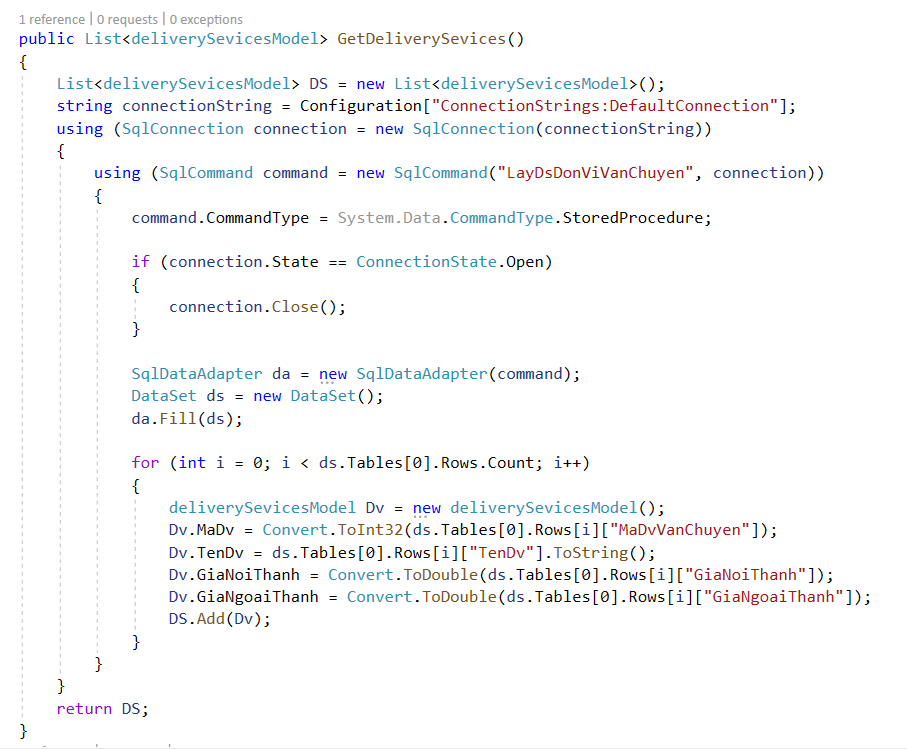 1 reference | 0 requests | 0 exceptions
public List<deliverySevicesModel> GetDeliverySevices()
{
    List<deliverySevicesModel> DS = new List<deliverySevicesModel>();
    string connectionString = Configuration["ConnectionStrings:DefaultConnection"];
    using (SqlConnection connection = new SqlConnection(connectionString))
    {
        using (SqlCommand command = new SqlCommand("LayDsDonViVanChuyen", connection))
        {
            command.CommandType = System.Data.CommandType.StoredProcedure;
            if (connection.State == ConnectionState.Open)
            {
                connection.Close();
            }
            SqlDataAdapter da = new SqlDataAdapter(command);
            DataSet ds = new DataSet();
            da.Fill(ds);
            for (int i = 0; i < ds.Tables[0].Rows.Count; i++)
            {
                deliverySevicesModel Dv = new deliverySevicesModel();
                Dv.MaDv = Convert.ToInt32(ds.Tables[0].Rows[i]["MaDvVanChuyen"]);
                Dv.TenDv = ds.Tables[0].Rows[i]["TenDv"].ToString();
                Dv.GiaNoiThanh = Convert.ToDouble(ds.Tables[0].Rows[i]["GiaNoiThanh"]);
                Dv.GiaNgoaiThanh = Convert.ToDouble(ds.Tables[0].Rows[i]["GiaNgoaiThanh"]);
                DS.Add(Dv);
            }
        }
    }
    return DS;
}